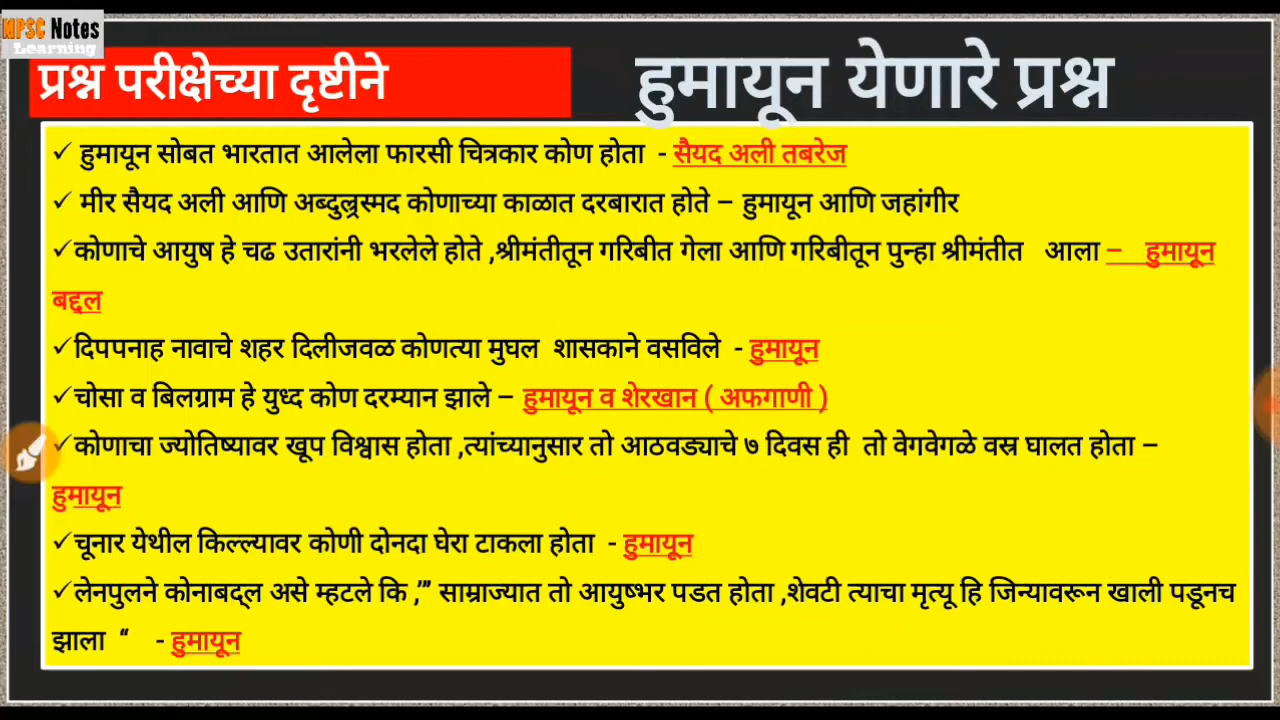 MPSC Notes
Learning
प्रश्न परीक्षेच्या दृष्टीने
हुमायून येणारे प्रश्न
✓ हुमायून सोबत भारतात आलेला फारसी चित्रकार कोण होता - सैयद अली तबरेज
✓ मीर सैयद अली आणि अब्दुल्रस्मद कोणाच्या काळात दरबारात होते – हुमायून आणि जहांगीर
✓कोणाचे आयुष हे चढ उतारांनी भरलेले होते ,श्रीमंतीतून गरिबीत गेला आणि गरिबीतून पुन्हा श्रीमंतीत आला – हुमायून
बद्दल
✓दिपपनाह नावाचे शहर दिलीजवळ कोणत्या मुघल शासकाने वसविले - हुमायून
✓चोसा व बिलग्राम हे युध्द कोण दरम्यान झाले – हुमायून व शेरखान ( अफगाणी )
✓कोणाचा ज्योतिष्यावर खूप विश्वास होता ,त्यांच्यानुसार तो आठवड्याचे ७ दिवस ही तो वेगवेगळे वस्र घालत होता –
हुमायून
✓चूनार येथील किल्ल्यावर कोणी दोनदा घेरा टाकला होता - हुमायून
✓लेनपुलने कोनाबद्ल असे म्हटले कि ,”’ साम्राज्यात तो आयुष्भर पडत होता ,शेवटी त्याचा मृत्यू हि जिन्यावरून खाली पडूनच
झाला “ - हुमायून